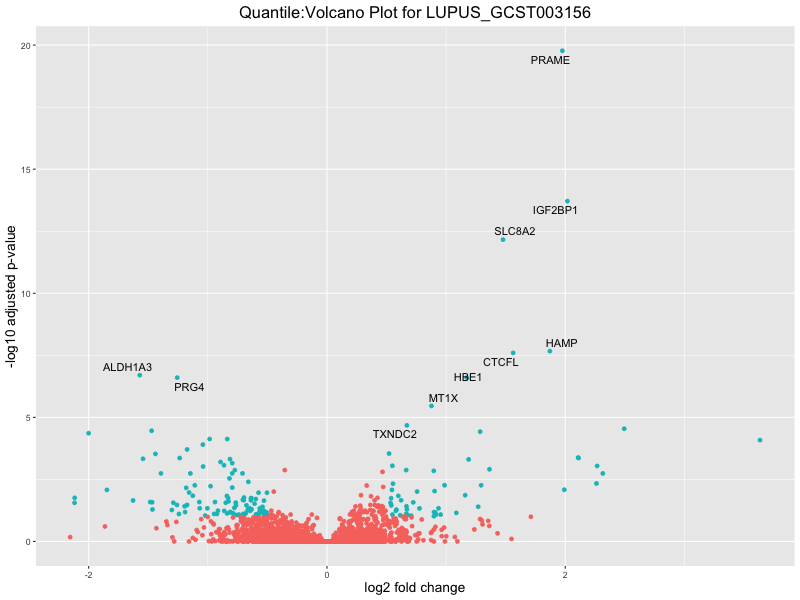 Quantile:Volcano Plot for LUPUS_GCST003156
20
PRAME
15
IGF2BP1
SLC8A2
-log10 adjusted p-value
10
HAMP
CTCFL
ALDH1A3
HBE1
PRG4
MT1X
5
TXNDC2
0
-2
0
2
log2 fold change